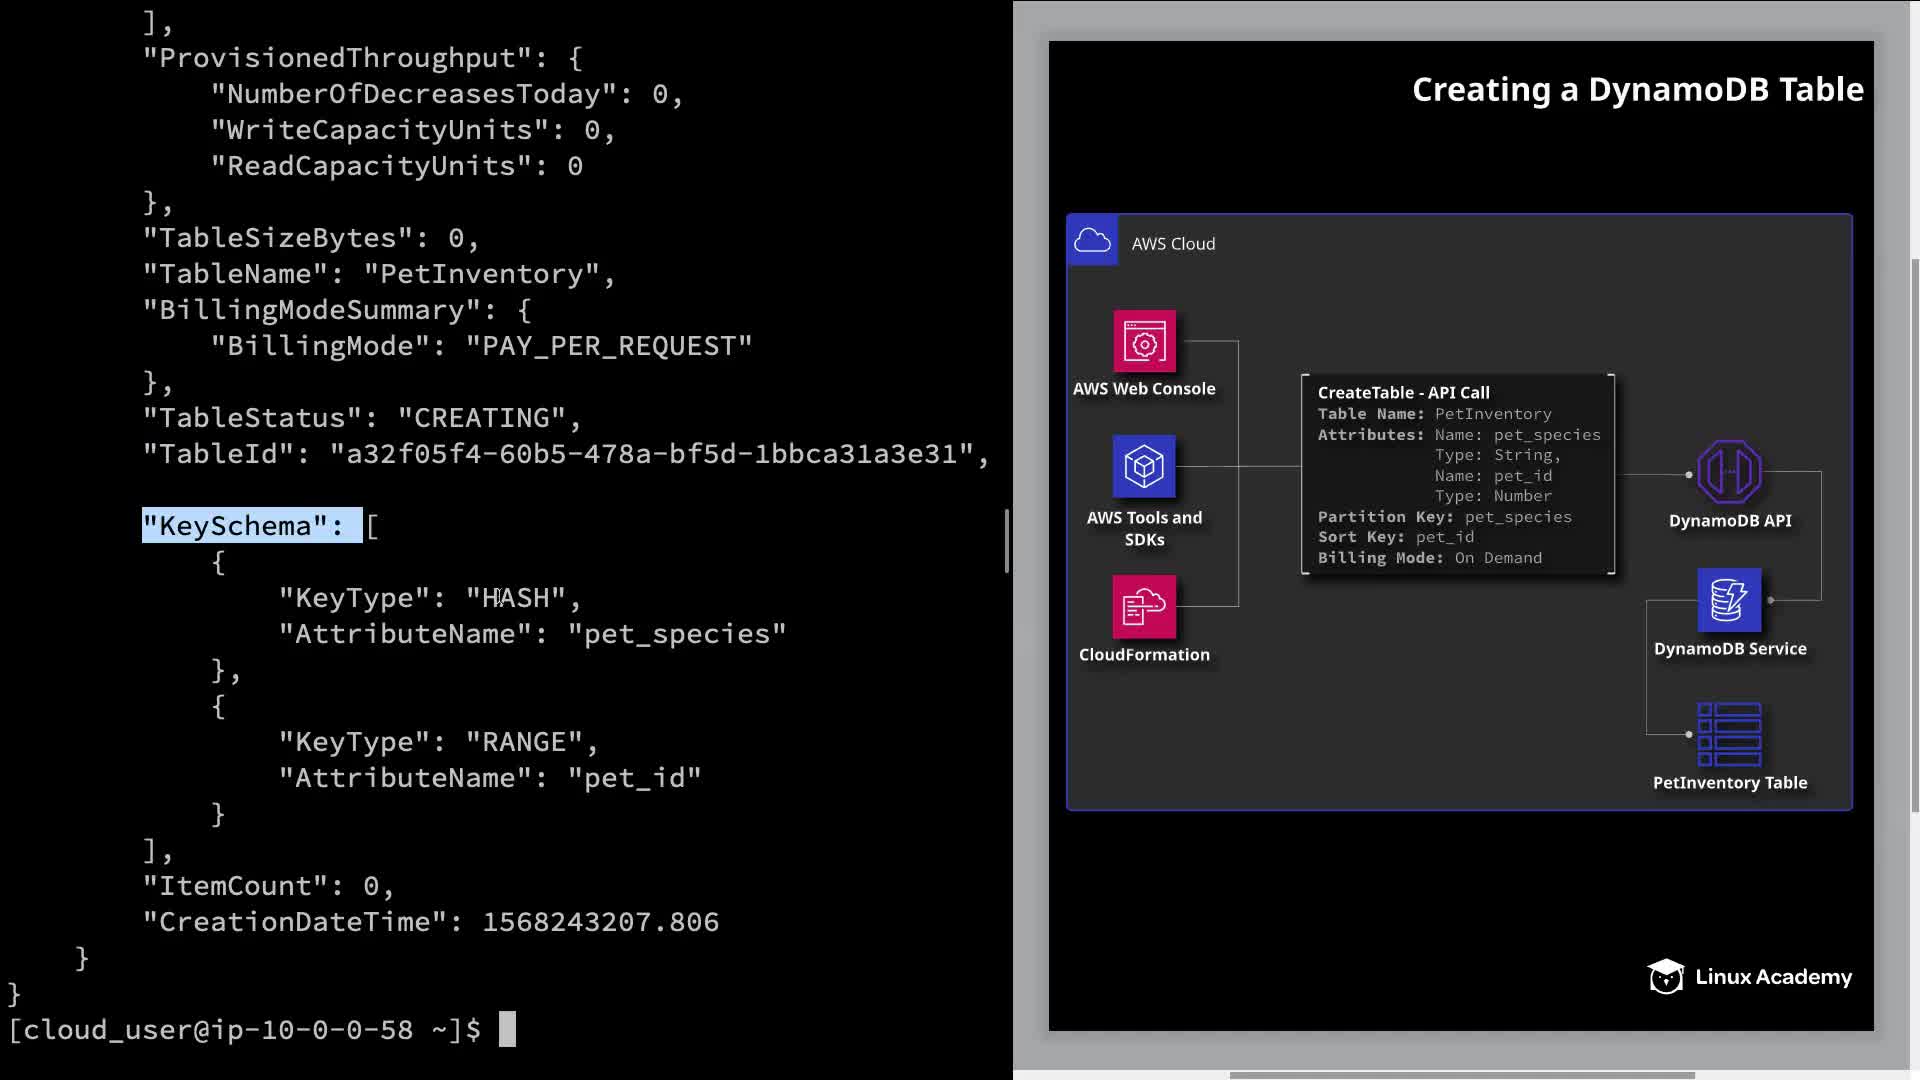 ],
"ProvisionedThroughput": {
"NumberOfDecreasesToday": 0,
"WriteCapacityUnits": 0,
"ReadCapacityUnits": 0
},
"TableSizeBytes": 0,
"TableName": "PetInventory",
"BillingModeSummary": {
"BillingMode": "PAY_PER_REQUEST"
},
"TableStatus": "CREATING",
"TableId": "a32f05f4-60b5-478a-bf5d-1bbca31a3e31",
"KeySchema": [
{
"KeyType": "HASH",
"AttributeName": "pet_species"
},
{
"KeyType": "RANGE",
"AttributeName": "pet_id"
}
],
"ItemCount": 0,
"CreationDateTime": 1568243207.806
}
}
[cloud_user@ip-10-0-0-58 ~]$
Creating a DynamoDB Table
AWS Cloud
AWS Web Console
AWS Tools and
SDKs
CloudFormation
CreateTable - API Call
Table Name: PetInventory
Attributes: Name: pet_species
Type: String,
Name: pet_id
Type: Number
Partition Key: pet_species
Sort Key: pet_id
Billing Mode: On Demand
DynamoDB API
DynamoDB Service
PetInventory Table
Linux Academy